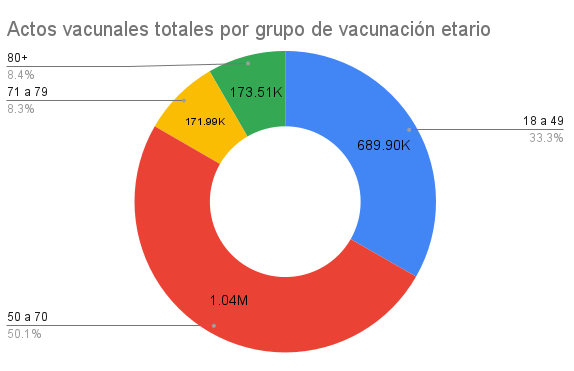 Actos vacunales totales por grupo de vacunación etario
80+
8.4%
71 a 79
8.3%
173.51K
171.99K
18 a 49
33.3%
689.90K
1.04M
50 a 70
50.1%